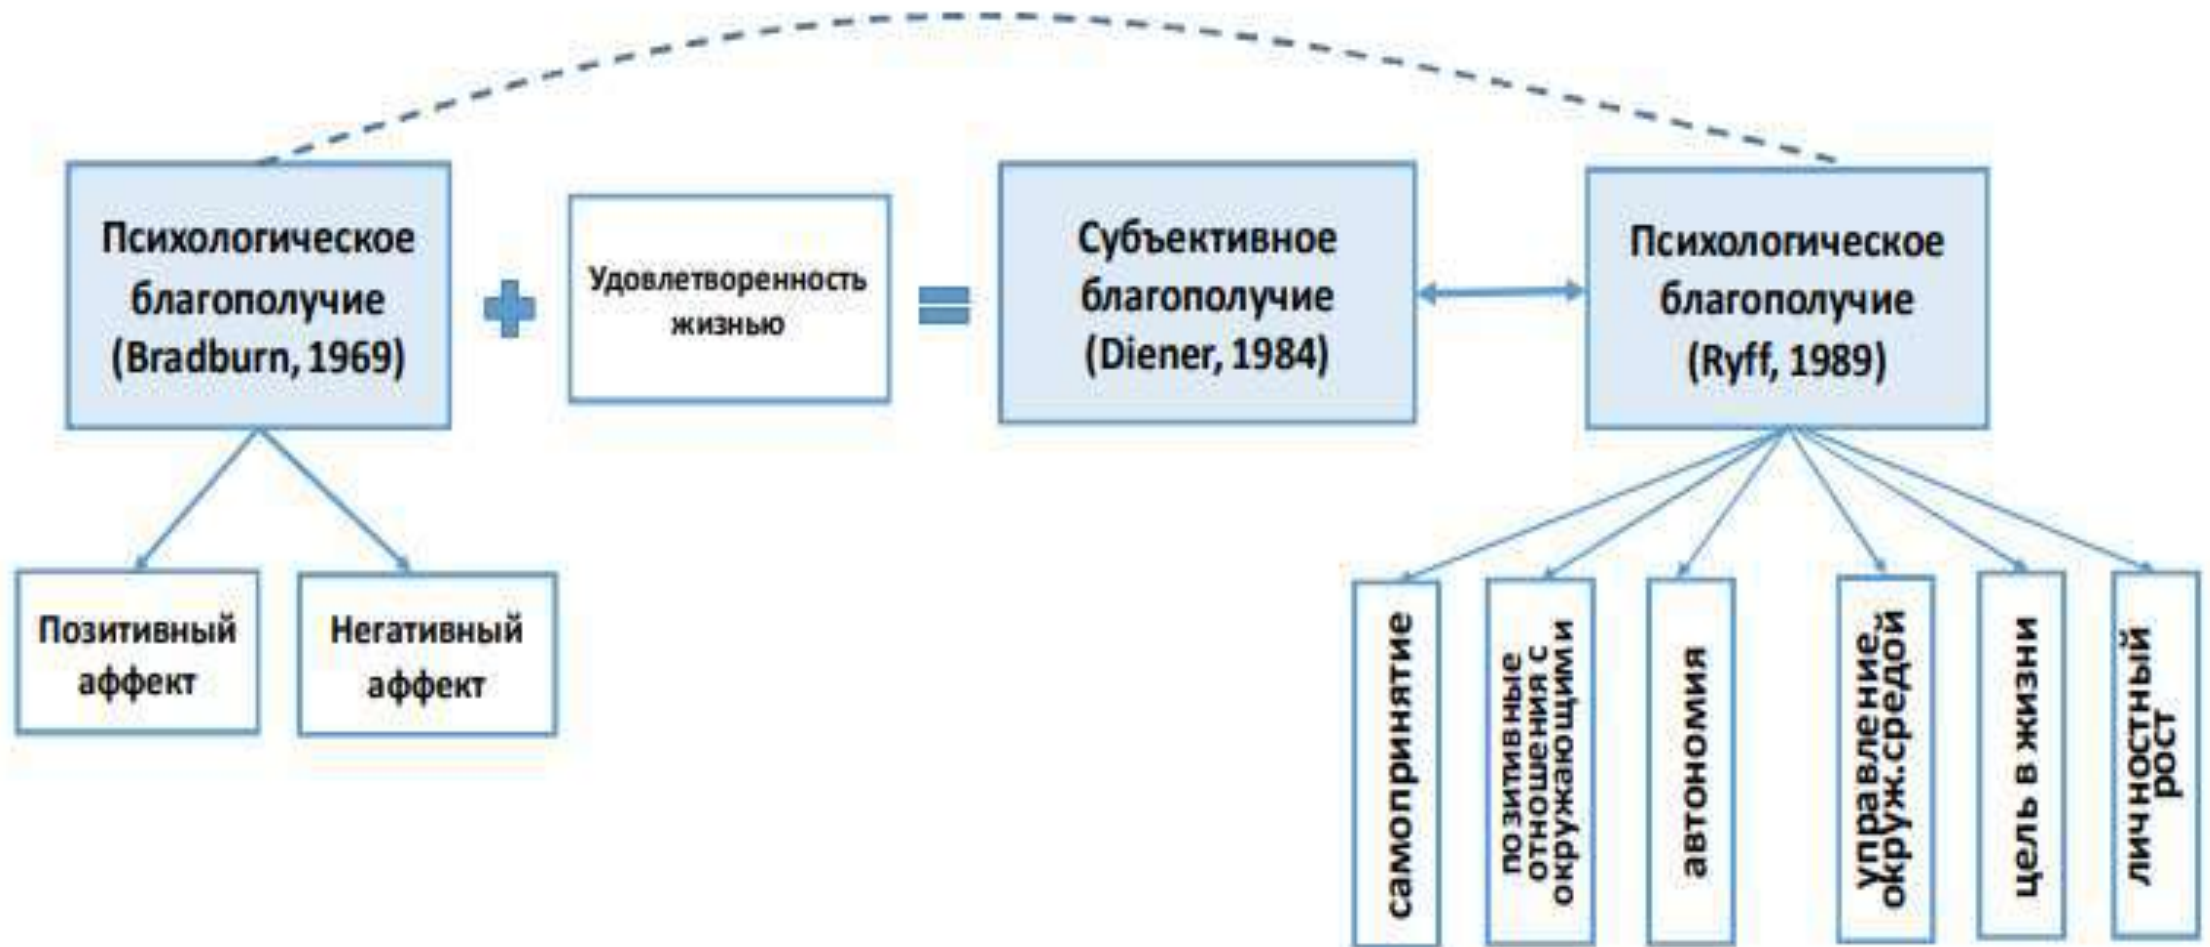 Психологическое
благополучие
(Bradburn, 1969)
Удовлетворенность
жизнью
Субъективное
благополучие
(Diener, 1984)
Психологическое
благополучие
(Ryff, 1989)
Позитивный
аффект
Негативный
аффект
самопринятие
позитивные
отношения с
окружающими
автономия
управление
окруж.средой
цель в жизни
личностный
рост